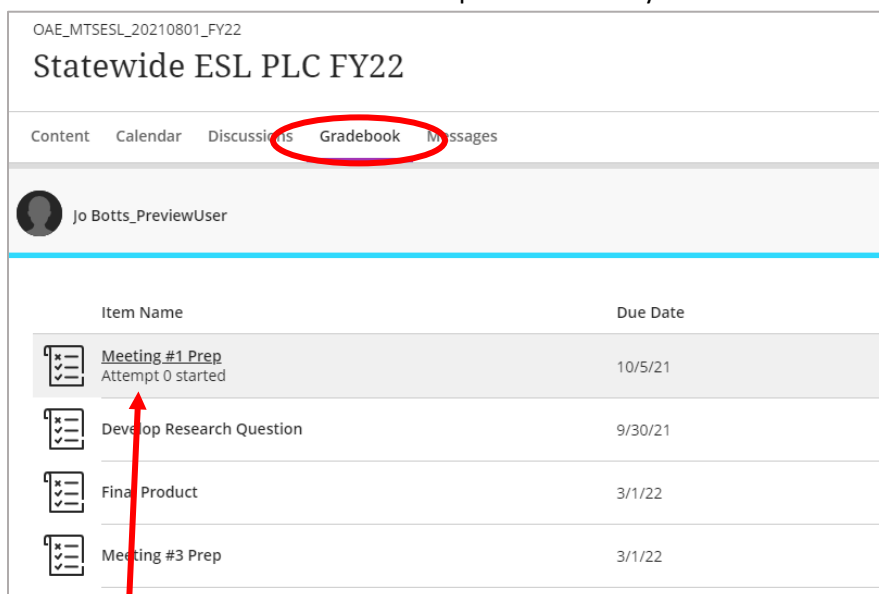 OAE_MTSESL_20210801_FY22
Statewide ESL PLC FY22
Content Calendar Discussions Gradebook Messages
Jo Botts_PreviewUser
Item Name Due Date
Meeting #1 Prep
Attempt 0 started
10/5/21
Develop Research Question 9/30/21
Final Product 3/1/22
Meeting #3 Prep 3/1/22